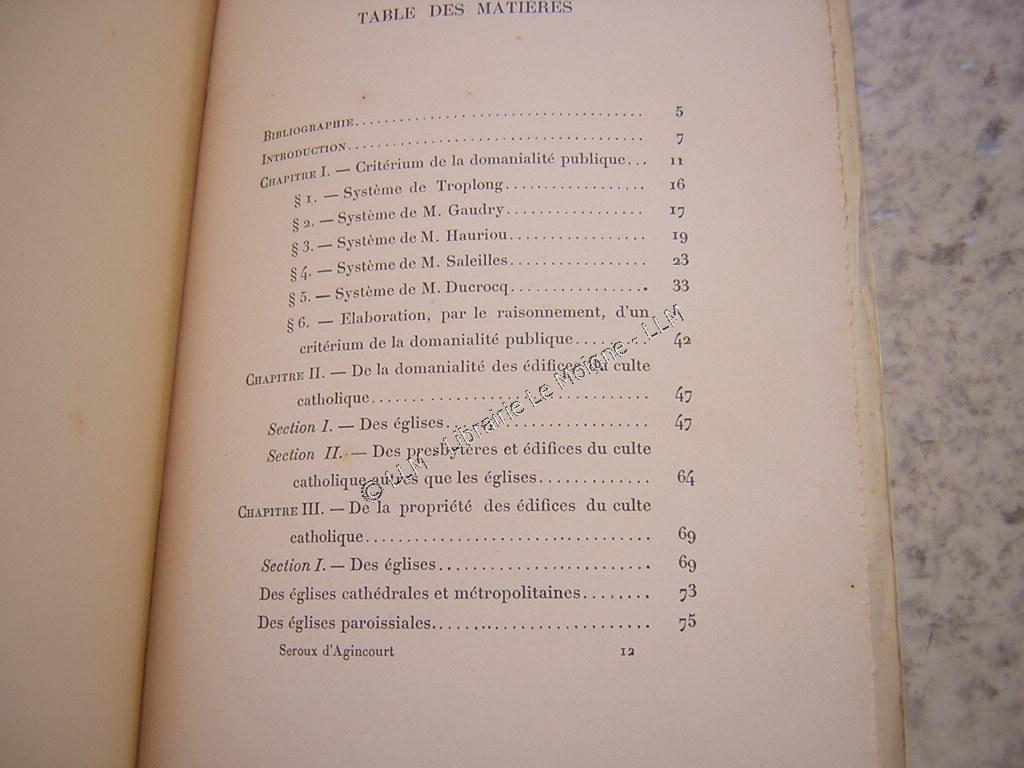 TABLE DES MATIÈRES
BIBLIOGRAPHIE........................................ 5
INTRODUCTION........................................ 7
CHAPITRE I. — Critérium de la domanialité publique... 11
§ 1. — Système de Troplong.................. 16
§ 2. — Système de M. Gaudry................. 17
§ 3. — Système de M. Hauriou................. 19
§ 4. — Système de M. Saleilles................. 23
§ 5. — Système de M. Ducrocq................. 33
§ 6. — Elaboration, par le raisonnement, d'un
critérium de la domanialité publique.......... 42
CHAPITRE II. — De la domanialité des édifices du culte
catholique.................................... 47
Section I. — Des églises........................... 47
Section II. — Des presbytères et édifices du culte
catholique autres que les églises............. 64
CHAPITRE III. — De la propriété des édifices du culte
catholique.................................... 69
Section I. — Des églises........................... 69
Des églises cathédrales et métropolitaines........ 73
Des églises paroissiales........................... 75
Seroux d'Agincourt 12
© LLM - Librairie Le Moigne - LLM